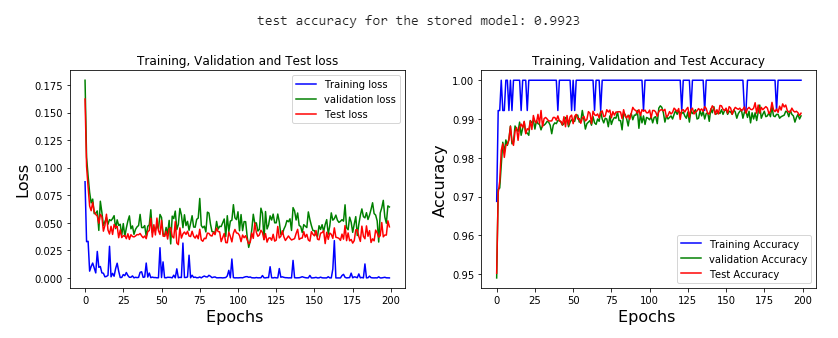 test accuracy for the stored model: 0.9923
Training, Validation and Test loss
Training loss
validation loss
Test loss
Loss
0.175
0.150
0.125
0.100
0.075
0.050
0.025
0.000
0
25
50
75
100
125
150
175
200
Epochs
Training, Validation and Test Accuracy
Accuracy
1.00
0.99
0.98
0.97
0.96
0.95
Training Accuracy
validation Accuracy
Test Accuracy
0
25
50
75
100
125
150
175
200
Epochs